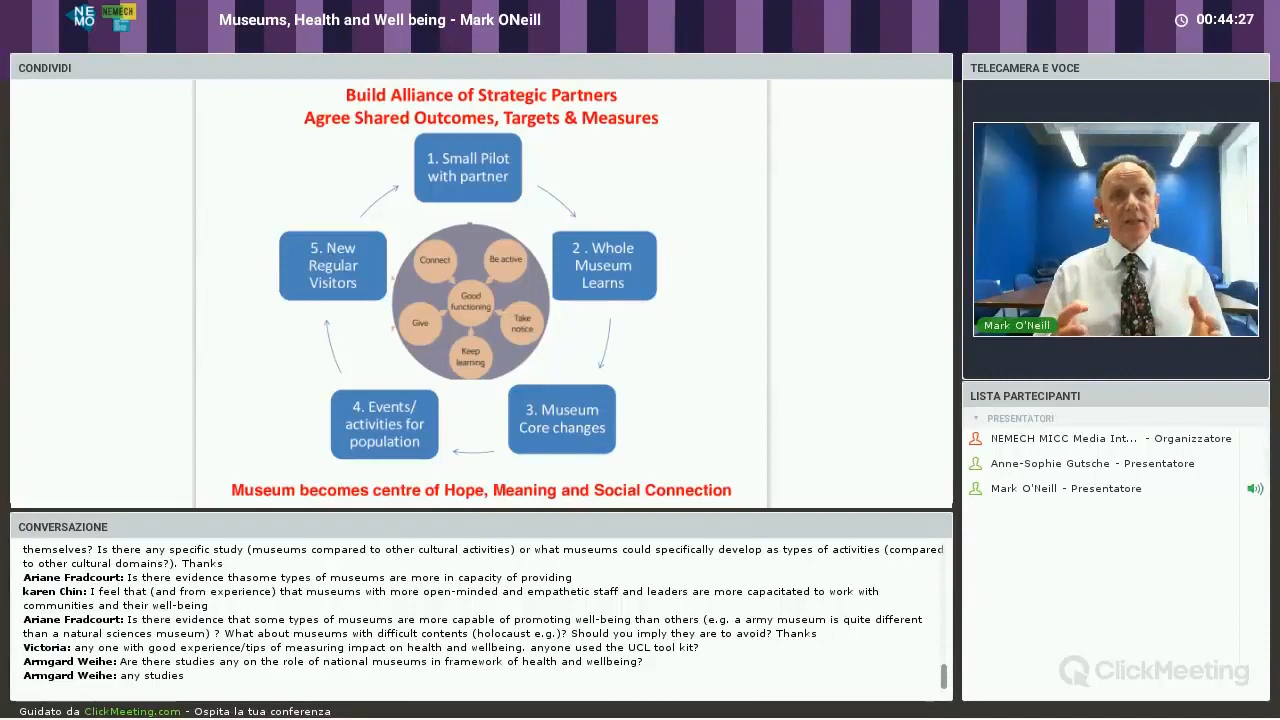 NE
MO
NEMECH
Museums, Health and Well being - Mark ONeill
00:44:27
CONDIVIDI
Build Alliance of Strategic Partners
Agree Shared Outcomes, Targets & Measures
1. Small Pilot
with partner
5. New
Regular
Visitors
2 . Whole
Museum
Learns
Connect
Be active
Good
functioning
Give
Take
notice
Keep
learning
4. Events/
activities for
population
3. Museum
Core changes
Museum becomes centre of Hope, Meaning and Social Connection
TELECAMERA E VOCE
Mark O'Neill
LISTA PARTECIPANTI
PRESENTATORI
NEMECH MICC Media Int... - Organizzatore
Anne-Sophie Gutsche - Presentatore
Mark O'Neill - Presentatore
CONVERSAZIONE
themselves? Is there any specific study (museums compared to other cultural activities) or what museums could specifically develop as types of activities (compared
to other cultural domains?). Thanks
Ariane Fradcourt: Is there evidence thasome types of museums are more in capacity of providing
karen Chin: I feel that (and from experience) that museums with more open-minded and empathetic staff and leaders are more capacitated to work with
communities and their well-being
Ariane Fradcourt: Is there evidence that some types of museums are more capable of promoting well-being than others (e.g. a army museum is quite different
than a natural sciences museum) ? What about museums with difficult contents (holocaust e.g.)? Should you imply they are to avoid? Thanks
Victoria: any one with good experience/tips of measuring impact on health and wellbeing. anyone used the UCL tool kit?
Armgard Weihe: Are there studies any on the role of national museums in framework of health and wellbeing?
Armgard Weihe: any studies
ClickMeeting
Guidato da ClickMeeting.com - Ospita la tua conferenza